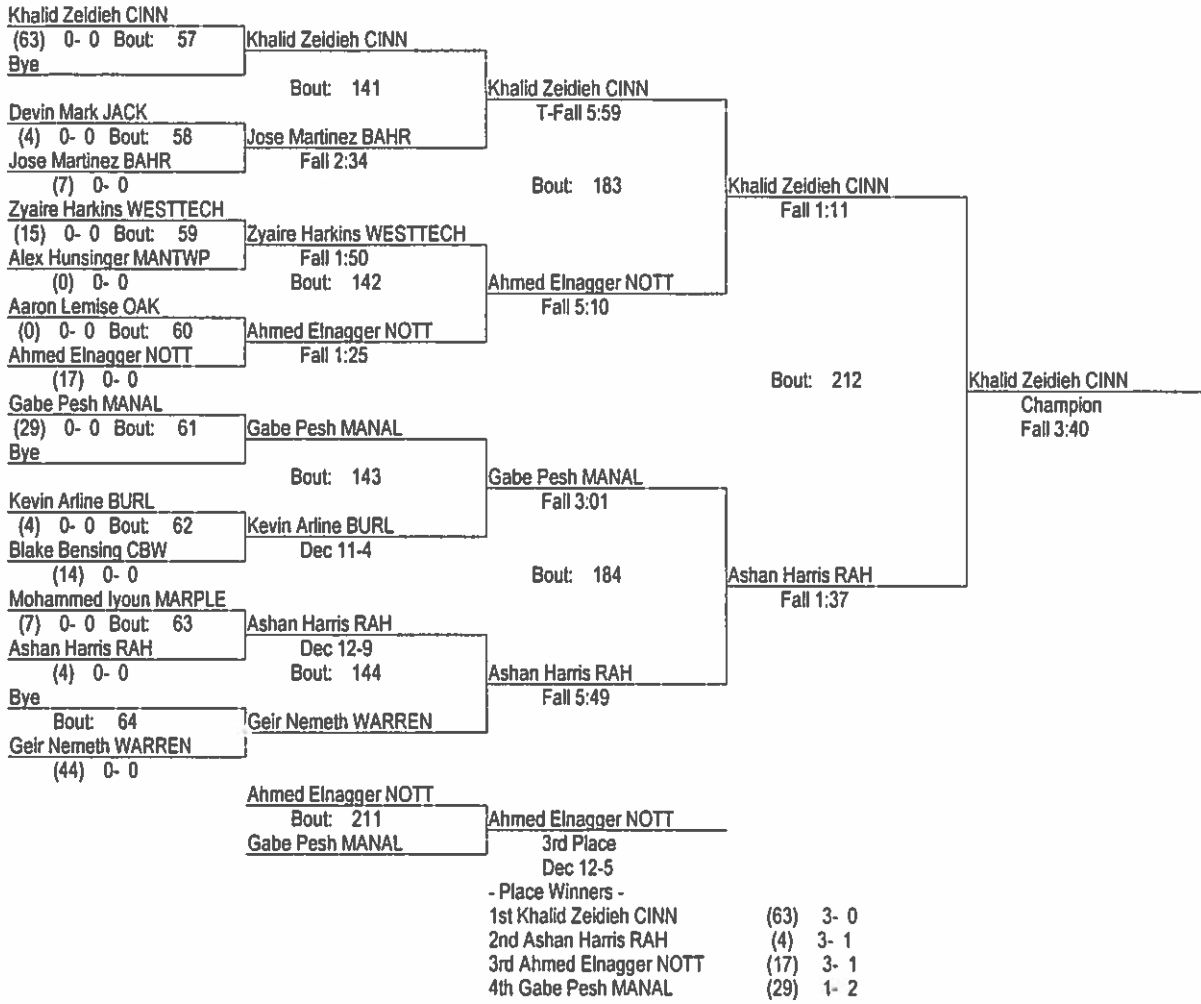 Khalid Zeidieh CINN
(63) 0- 0 Bout: 57
Bye
Devin Mark JACK
(4) 0- 0 Bout: 58
Jose Martinez BAHR
(7) 0- 0
Zyaire Harkins WESTTECH
(15) 0- 0 Bout: 59
Alex Hunsinger MANTWP
(0) 0- 0
Aaron Lemise OAK
(0) 0- 0 Bout: 60
Ahmed Elnagger NOTT
(17) 0- 0
Gabe Pesh MANAL
(29) 0- 0 Bout: 61
Bye
Kevin Arline BURL
(4) 0- 0 Bout: 62
Blake Bensing CBW
(14) 0- 0
Mohammed Iyoun MARPLE
(7) 0- 0 Bout: 63
Ashan Harris RAH
(4) 0- 0
Bye
Bout: 64
Geir Nemeth WARREN
(44) 0- 0
Khalid Zeidieh CINN
Bout: 141
Jose Martinez BAHR
Fall 2:34
Zyaire Harkins WESTTECH
Fall 1:50
Bout: 142
Ahmed Elnagger NOTT
Fall 1:25
Gabe Pesh MANAL
Bout: 143
Kevin Arline BURL
Dec 11-4
Ashan Harris RAH
Dec 12-9
Bout: 144
Geir Nemeth WARREN
Khalid Zeidieh CINN
T-Fall 5:59
Bout: 183
Ahmed Elnagger NOTT
Fall 5:10
Gabe Pesh MANAL
Fall 3:01
Bout: 184
Ashan Harris RAH
Fall 5:49
Khalid Zeidieh CINN
Fall 1:11
Bout: 212
Ashan Harris RAH
Fall 1:37
Khalid Zeidieh CINN
Champion
Fall 3:40
Ahmed Elnagger NOTT
Bout: 211
Gabe Pesh MANAL
Ahmed Elnagger NOTT
3rd Place
Dec 12-5
- Place Winners -
1st Khalid Zeidieh CINN (63) 3- 0
2nd Ashan Harris RAH (4) 3- 1
3rd Ahmed Elnagger NOTT (17) 3- 1
4th Gabe Pesh MANAL (29) 1- 2